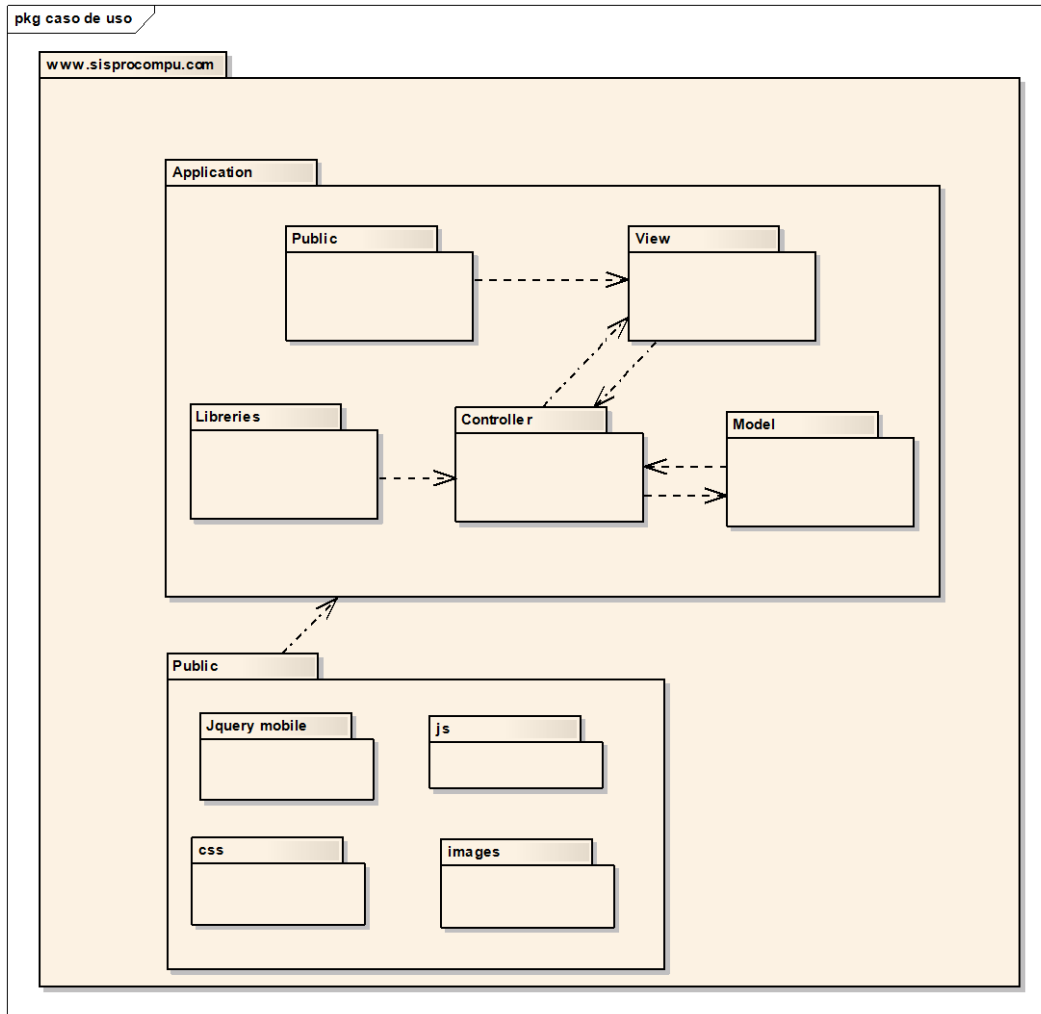 pkg caso de uso
www.sisprocompu.com
Application
Public
View
Libreries
Controller
Model
Public
Jquery mobile
js
css
images